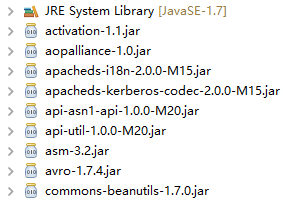 JRE System Library [JavaSE-1.7]
activation-1.1.jar
aopalliance-1.0.jar
apacheds-i18n-2.0.0-M15.jar
apacheds-kerberos-codec-2.0.0-M15.jar
api-asn1-api-1.0.0-M20.jar
api-util-1.0.0-M20.jar
asm-3.2.jar
avro-1.7.4.jar
commons-beanutils-1.7.0.jar